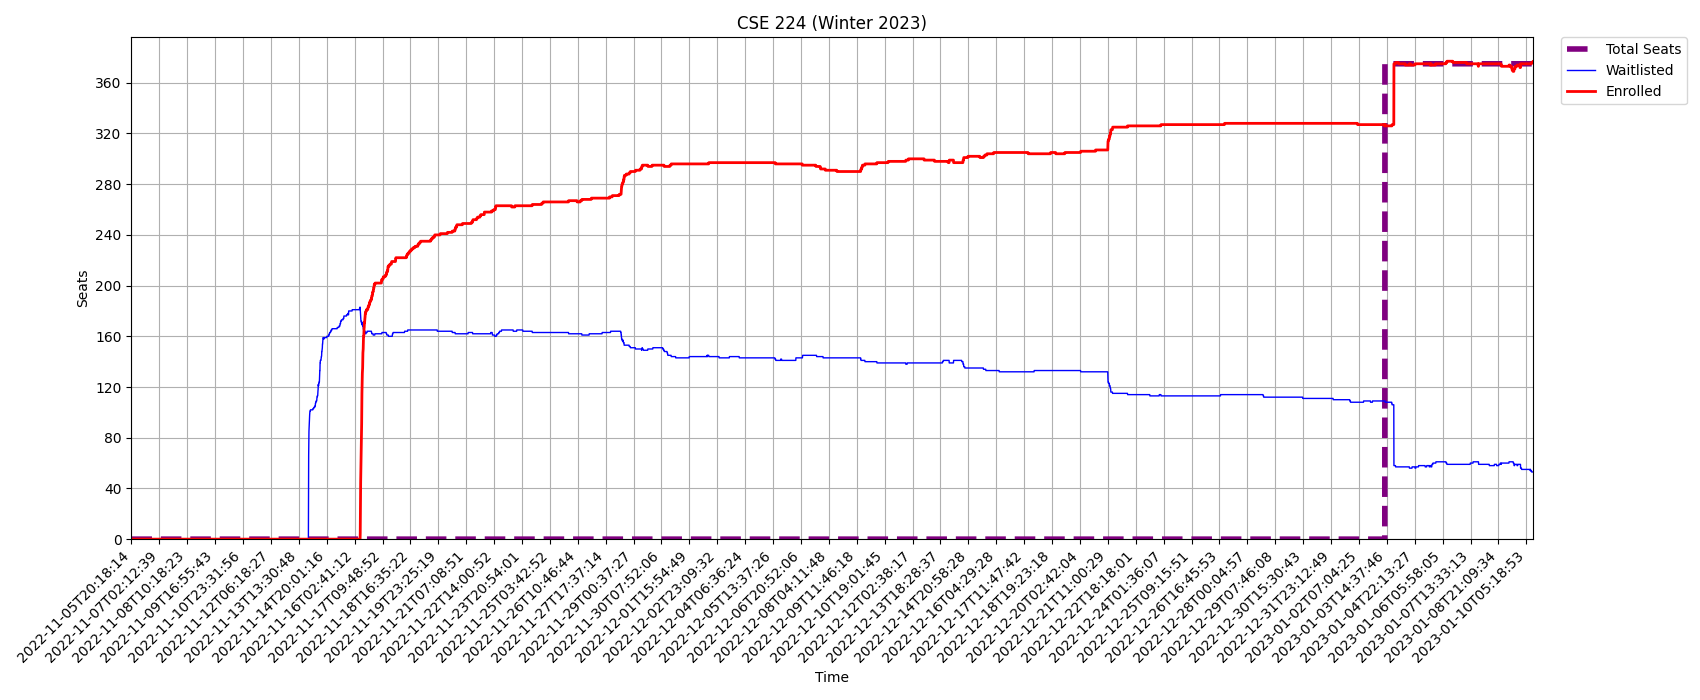 CSE 224 (Winter 2023)
Total Seats
Waitlisted
Enrolled
Seats
360
320
280
240
200
160
120
80
40
0
2022-11-05T20:18:14
2022-11-07T02:12:39
2022-11-08T10:18:23
2022-11-09T16:55:43
2022-11-10T23:31:56
2022-11-12T06:18:27
2022-11-13T13:30:48
2022-11-14T20:01:16
2022-11-16T02:41:12
2022-11-17T09:48:52
2022-11-18T16:35:22
2022-11-19T23:25:19
2022-11-21T07:08:51
2022-11-22T14:00:52
2022-11-23T20:54:01
2022-11-25T03:42:52
2022-11-26T10:46:44
2022-11-27T17:37:14
2022-11-29T00:37:27
2022-11-30T07:52:06
2022-12-01T15:54:49
2022-12-02T23:09:32
2022-12-04T06:36:24
2022-12-05T13:37:26
2022-12-06T20:52:06
2022-12-08T04:11:48
2022-12-09T11:46:18
2022-12-10T19:01:45
2022-12-12T02:38:17
2022-12-13T18:28:37
2022-12-14T20:58:28
2022-12-16T04:29:28
2022-12-17T11:47:42
2022-12-18T19:23:18
2022-12-20T02:42:04
2022-12-21T11:00:29
2022-12-22T18:18:01
2022-12-24T01:36:07
2022-12-25T09:15:51
2022-12-26T16:45:53
2022-12-28T00:04:57
2022-12-29T07:46:08
2022-12-30T15:30:43
2022-12-31T23:12:49
2023-01-02T07:04:25
2023-01-03T14:37:46
2023-01-04T22:13:27
2023-01-06T05:58:05
2023-01-07T13:33:13
2023-01-08T21:09:34
2023-01-10T05:18:53
Time